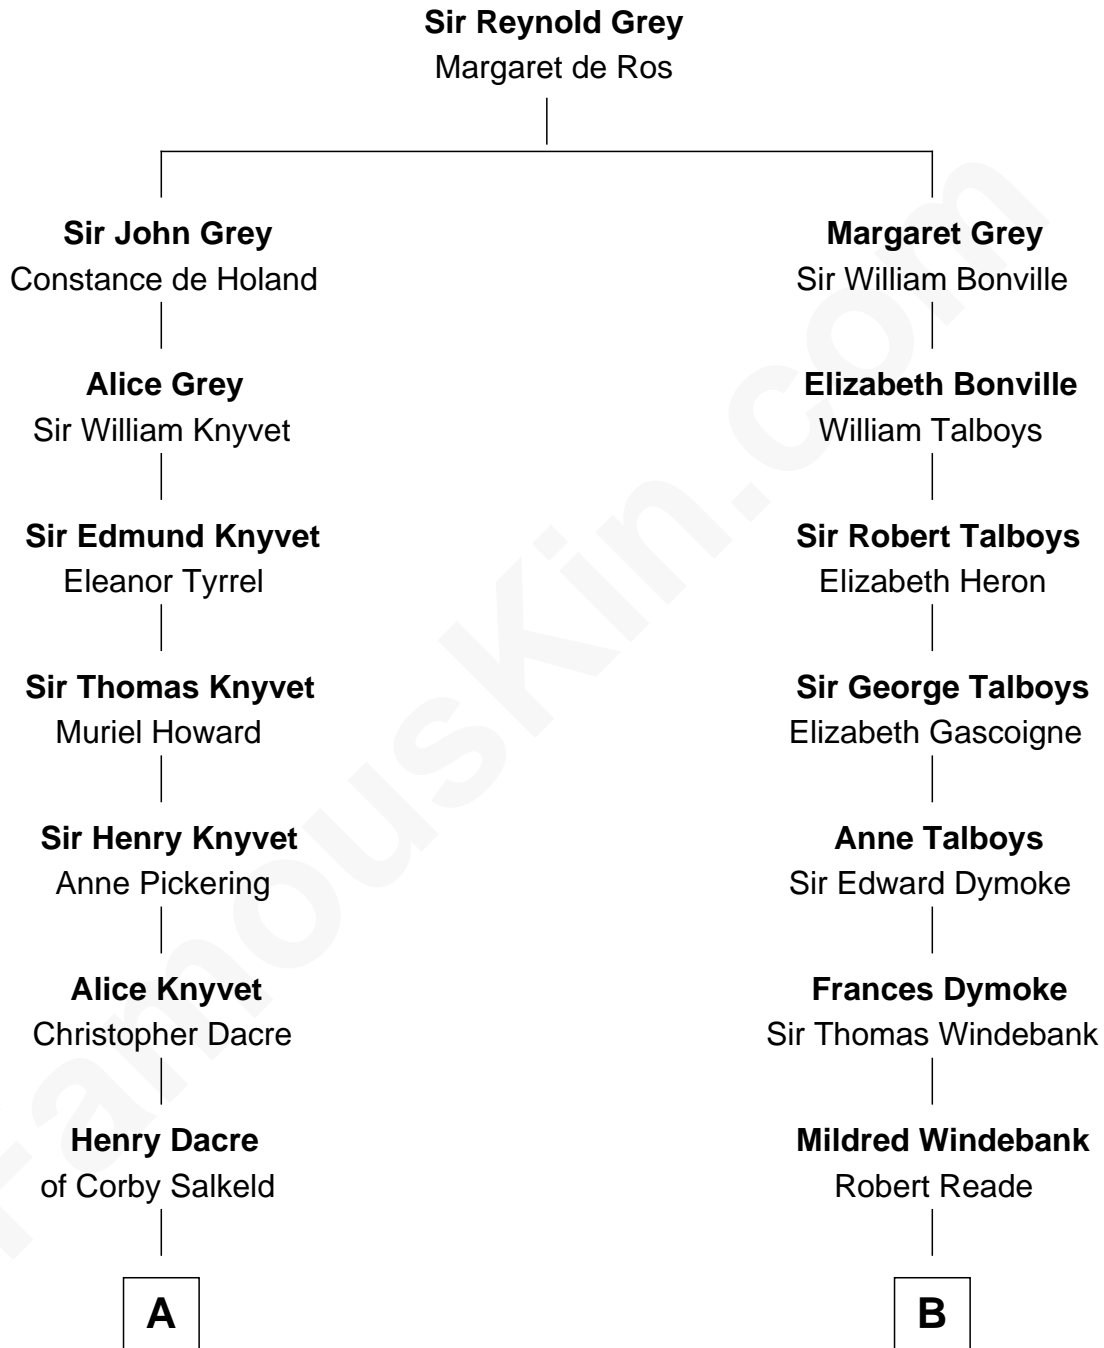 Sir Reynold Grey
Margaret de Ros
Sir John Grey
Constance de Holand
Margaret Grey
Sir William Bonville
Alice Grey
Sir William Knyvet
Elizabeth Bonville
William Talboys
Sir Edmund Knyvet
Eleanor Tyrrel
Sir Robert Talboys
Elizabeth Heron
Sir Thomas Knyvet
Muriel Howard
Sir George Talboys
Elizabeth Gascoigne
Sir Henry Knyvet
Anne Pickering
Anne Talboys
Sir Edward Dymoke
Alice Knyvet
Christopher Dacre
Frances Dymoke
Sir Thomas Windebank
Henry Dacre
of Corby Salkeld
Mildred Windebank
Robert Reade
A
B
FamousKin.com